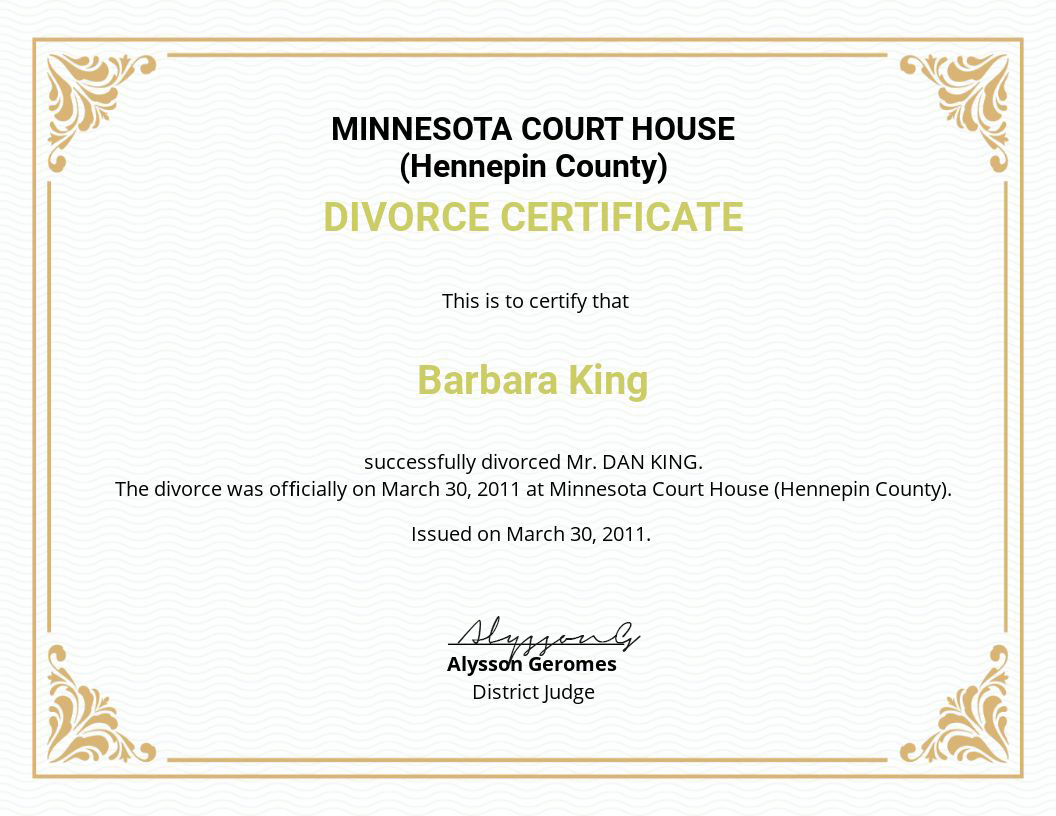 MINNESOTA COURT HOUSE
(Hennepin County)
DIVORCE CERTIFICATE
This is to certify that
Barbara King
successfully divorced Mr. DAN KING.
The divorce was officially on March 30, 2011 at Minnesota Court House (Hennepin County).
Issued on March 30, 2011.
Alysson G
Alysson Geromes
District Judge